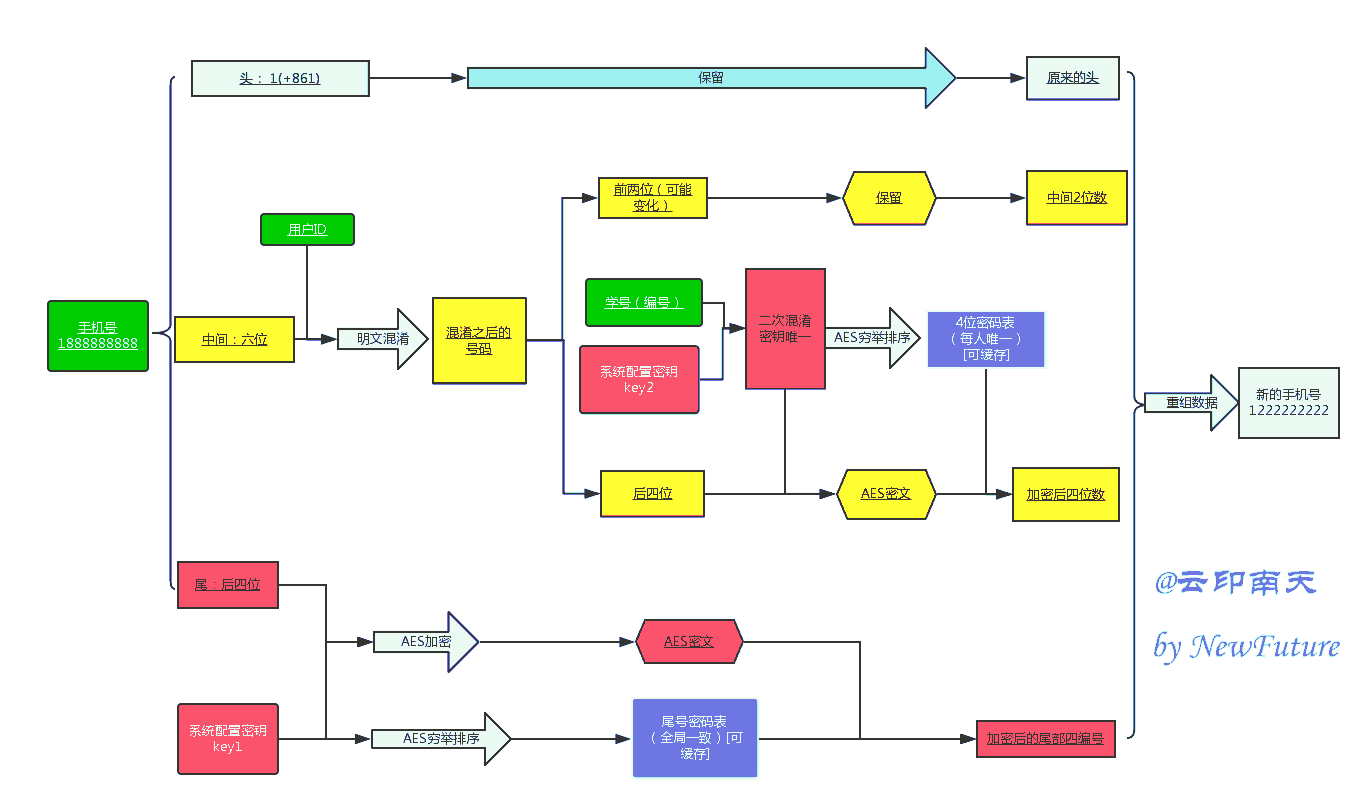 头： 1(+861)
保留
原来的头
前两位（可能
变化）
保留
中间2位数
用户ID
手机号
1888888888
中间：六位
明文混淆
混淆之后的
号码
学号（编号）
系统配置密钥
key2
二次混淆
密钥唯一
AES穷举排序
4位密码表
（每人唯一）
[可缓存]
重组数据
新的手机号
1222222222
后四位
AES密文
加密后四位数
尾：后四位
AES加密
AES密文
系统配置密钥
key1
AES穷举排序
尾号密码表
（全局一致）[可
缓存]
加密后的尾部四编号
@云印南天
by NewFuture